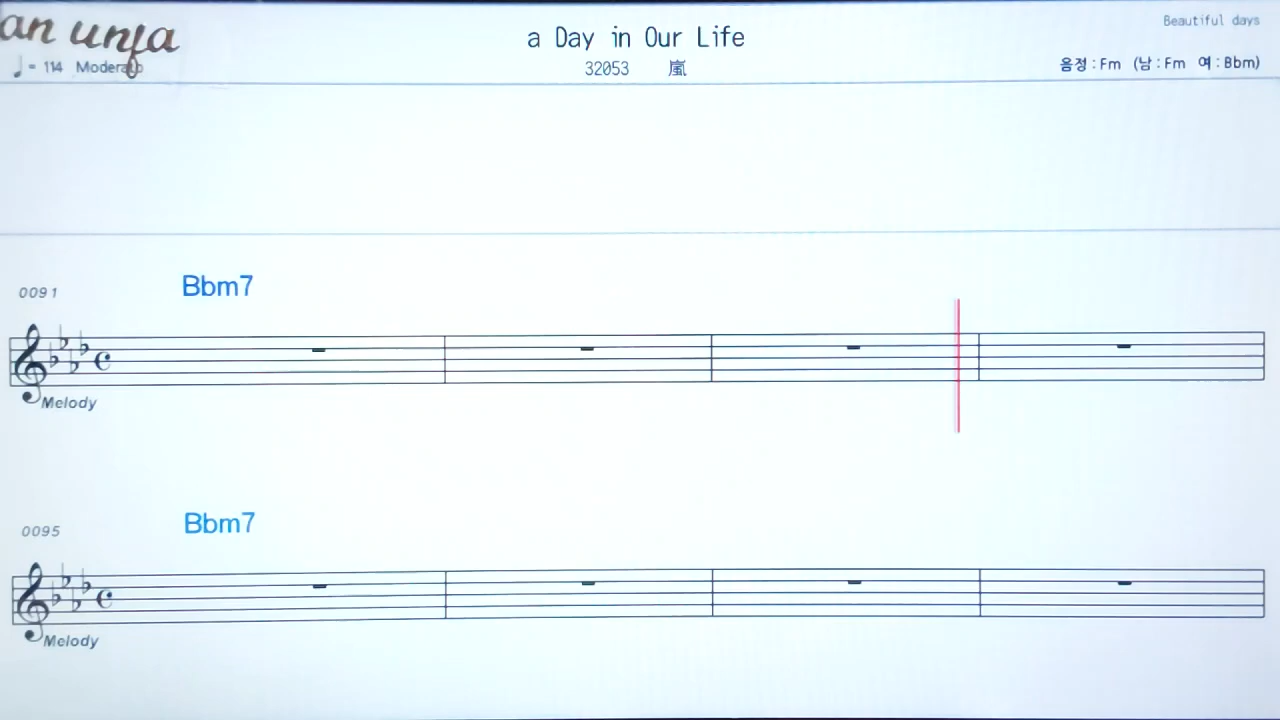 an unfa
Beautiful days
a Day in Our Life
♩= 114 Moderato
32053 嵐
음정 : Fm (남 : Fm 여 : Bbm)
0091
Bbm7
Melody
0095
Bbm7
Melody